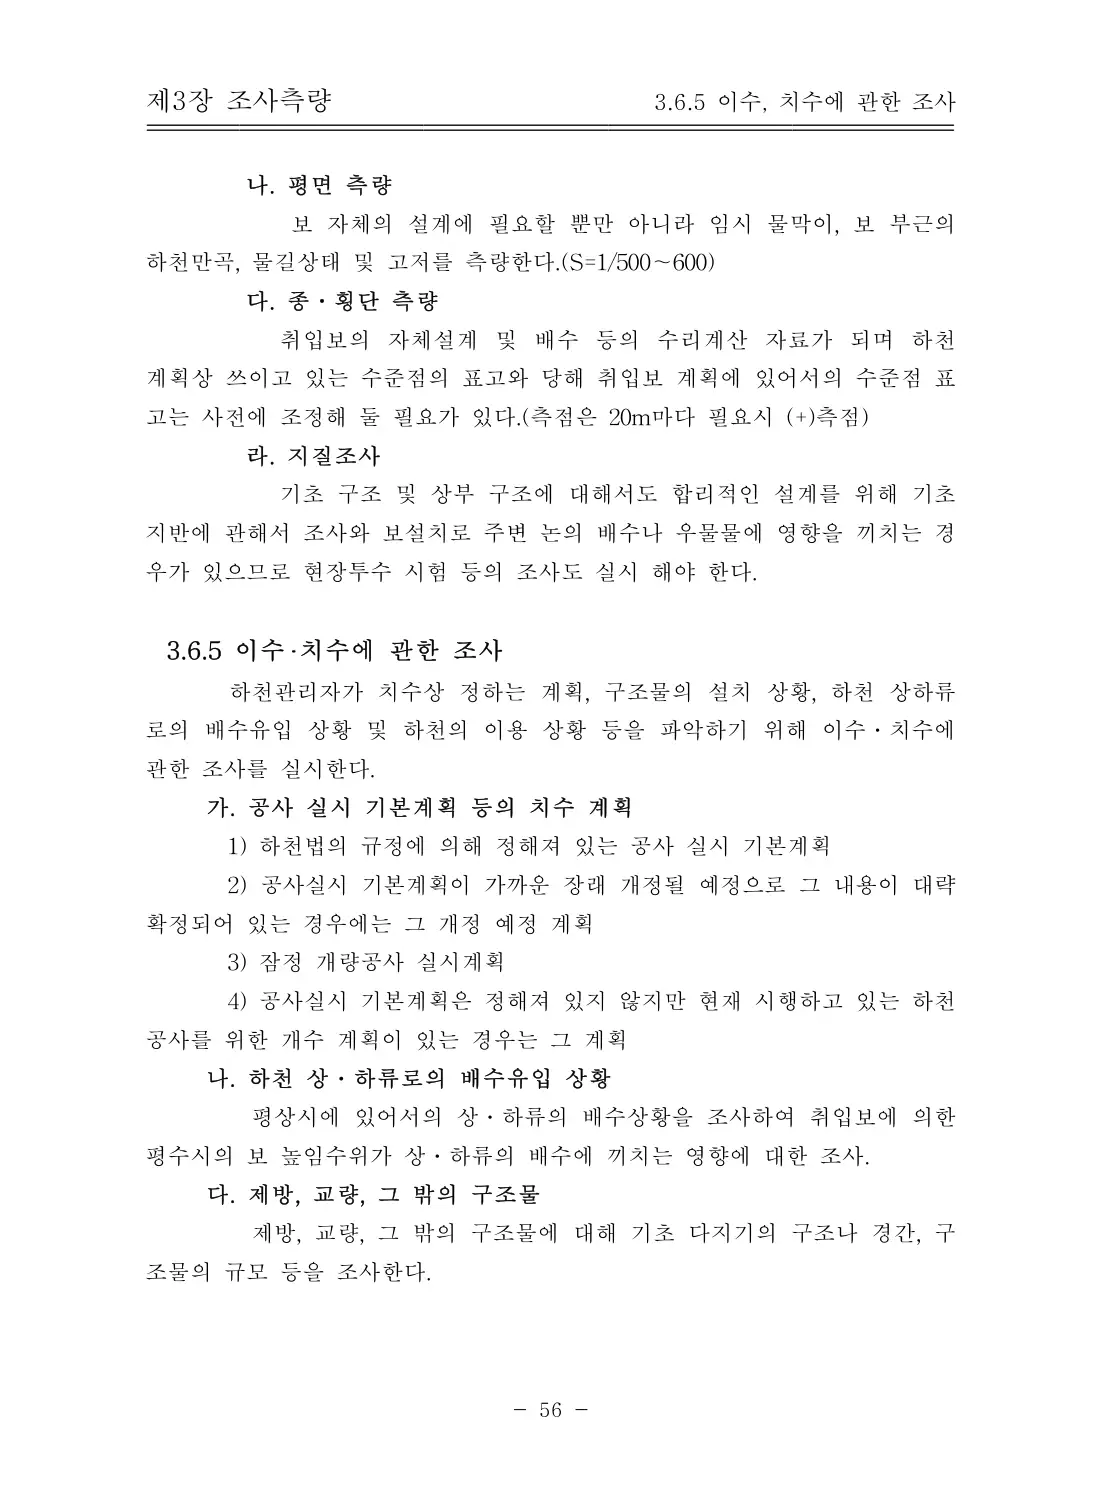 제3장 조사측량
3.6.5 이수, 치수에 관한 조사
나. 평면 측량
보 자체의 설계에 필요할 뿐만 아니라 임시 물막이, 보 부근의
하천만곡, 물길상태 및 고저를 측량한다.(S=1/500~600)
다. 종·횡단 측량
취입보의 자체설계 및 배수 등의 수리계산 자료가 되며 하천
계획상 쓰이고 있는 수준점의 표고와 당해 취입보 계획에 있어서의 수준점 표
고는 사전에 조정해 둘 필요가 있다.(측점은 20m마다 필요시 (+)측점)
라. 지질조사
기초 구조 및 상부 구조에 대해서도 합리적인 설계를 위해 기초
지반에 관해서 조사와 보설치로 주변 논의 배수나 우물물에 영향을 끼치는 경
우가 있으므로 현장투수 시험 등의 조사도 실시 해야 한다.
3.6.5 이수·치수에 관한 조사
하천관리자가 치수상 정하는 계획, 구조물의 설치 상황, 하천 상하류
로의 배수유입 상황 및 하천의 이용 상황 등을 파악하기 위해 이수·치수에
관한 조사를 실시한다.
가. 공사 실시 기본계획 등의 치수 계획
1) 하천법의 규정에 의해 정해져 있는 공사 실시 기본계획
2) 공사실시 기본계획이 가까운 장래 개정될 예정으로 그 내용이 대략
확정되어 있는 경우에는 그 개정 예정 계획
3) 잠정 개량공사 실시계획
4) 공사실시 기본계획은 정해져 있지 않지만 현재 시행하고 있는 하천
공사를 위한 개수 계획이 있는 경우는 그 계획
나. 하천 상·하류로의 배수유입 상황
평상시에 있어서의 상·하류의 배수상황을 조사하여 취입보에 의한
평수시의 보 높임수위가 상·하류의 배수에 끼치는 영향에 대한 조사.
다. 제방, 교량, 그 밖의 구조물
제방, 교량, 그 밖의 구조물에 대해 기초 다지기의 구조나 경간, 구
조물의 규모 등을 조사한다.
- 56 -